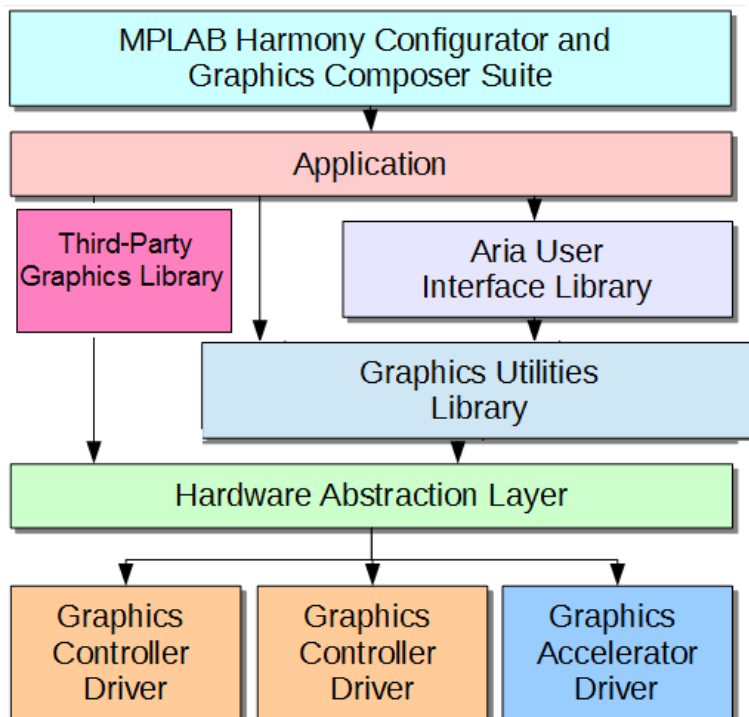 MPLAB Harmony Configurator and
Graphics Composer Suite
Application
Third-Party
Graphics Library
Aria User
Interface Library
Graphics Utilities
Library
Hardware Abstraction Layer
Graphics
Controller
Driver
Graphics
Controller
Driver
Graphics
Accelerator
Driver